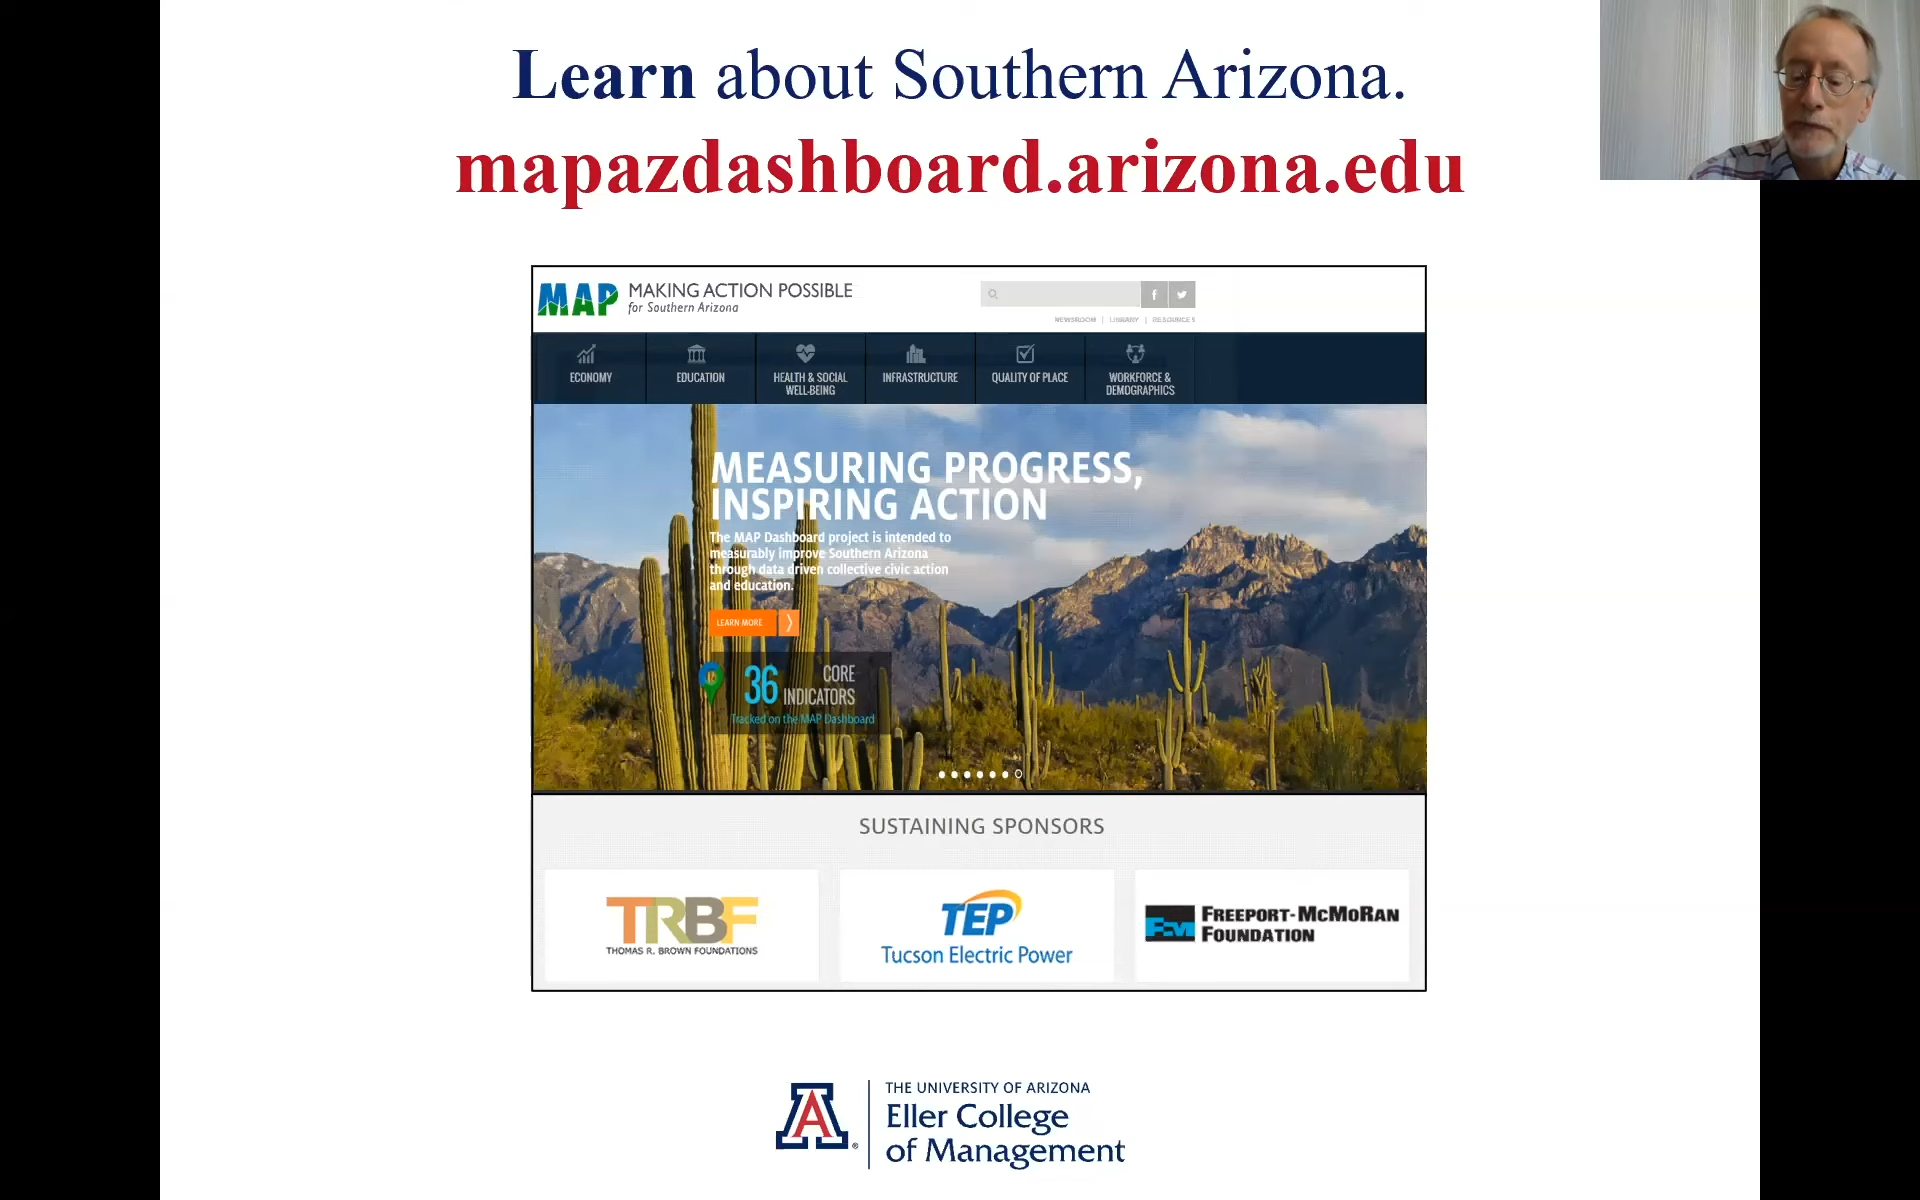 Learn about Southern Arizona.
mapazdashboard.arizona.edu
MAP MAKING ACTION POSSIBLE
for Southern Arizona
NEWSROOM | LIBRARY | RESOURCES
ECONOMY
EDUCATION
HEALTH & SOCIAL
WELL-BEING
INFRASTRUCTURE
QUALITY OF PLACE
WORKFORCE &
DEMOGRAPHICS
MEASURING PROGRESS,
INSPIRING ACTION
The MAP Dashboard project is intended to
measurably improve Southern Arizona
through data driven collective civic action
and education.
LEARN MORE
36 CORE
INDICATORS
Tracked on the MAP Dashboard
SUSTAINING SPONSORS
TRBF
THOMAS R. BROWN FOUNDATIONS
TEP
Tucson Electric Power
FREEPORT-MCMORAN
FOUNDATION
A®
THE UNIVERSITY OF ARIZONA
Eller College
of Management